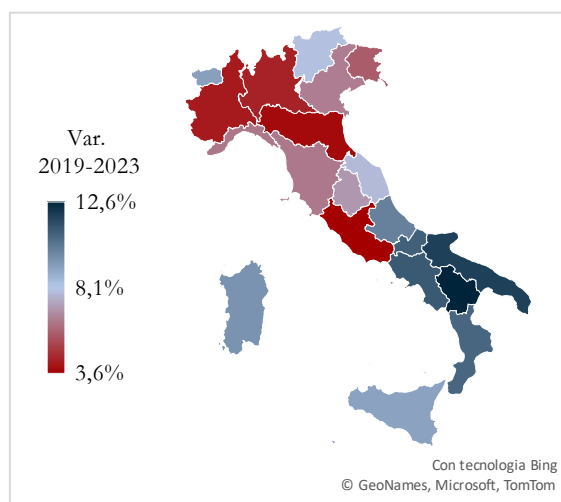 Var.
2019-2023
12,6%
8,1%
3,6%
Con tecnologia Bing
© GeoNames, Microsoft, TomTom